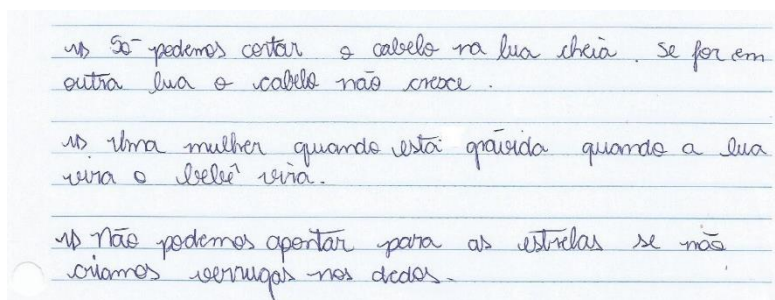 ⇒ Só podemos cortar o cabelo na lua cheia. Se for em
outra lua o cabelo não cresce.
⇒ Uma mulher quando está grávida quando a lua
vira o bebê vira.
⇒ Não podemos apontar para as estrelas se não
criamos verrugas nos dedos.